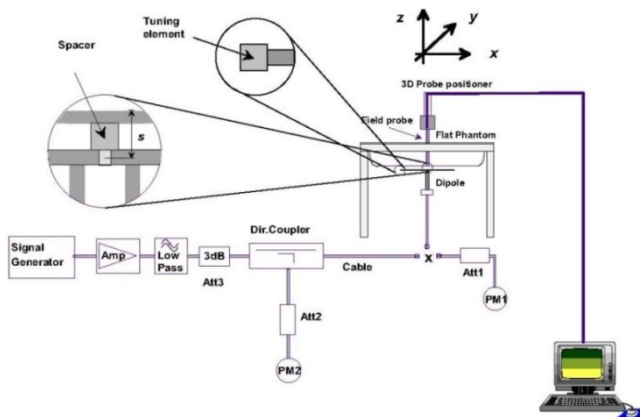 Tuning
element
Spacer
s
z
y
x
3D Probe positioner
Field probe
Flat Phantom
Dipole
Signal
Generator
Amp
Low
Pass
3dB
Att3
Dir.Coupler
Cable
x
Att1
PM1
Att2
PM2